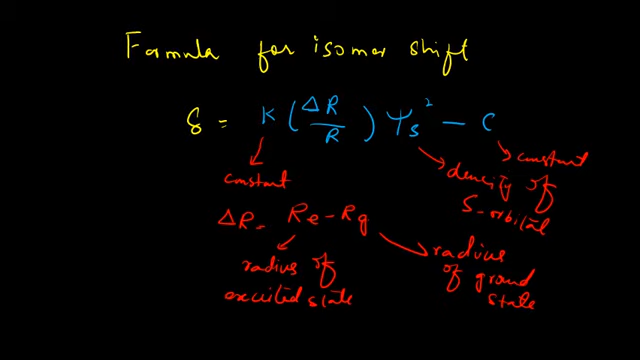 Formula for isomer shift
δ = K (ΔR/R) Ψs² - C
constant
dencity of
S-orbital
constant
ΔR = Re - Rg
radius of
excited state
radius
of ground
state